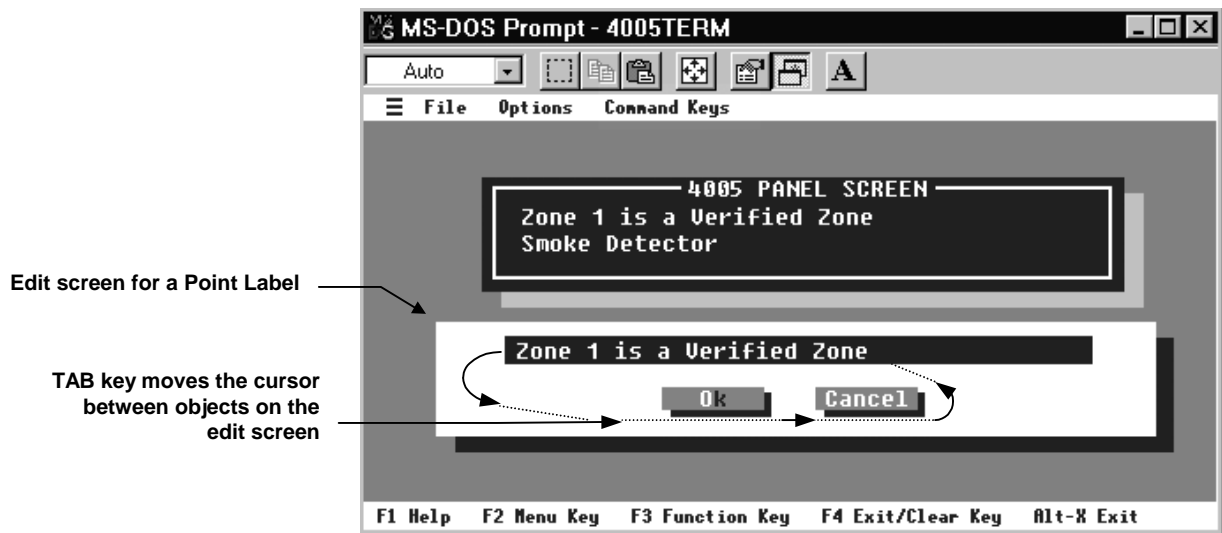 MS-DOS Prompt - 4005TERM
Auto
A
File Options Command Keys
4005 PANEL SCREEN
Zone 1 is a Verified Zone
Smoke Detector
Edit screen for a Point Label
Zone 1 is a Verified Zone
TAB key moves the cursor
between objects on the
edit screen
Ok Cancel
F1 Help F2 Menu Key F3 Function Key F4 Exit/Clear Key Alt-X Exit